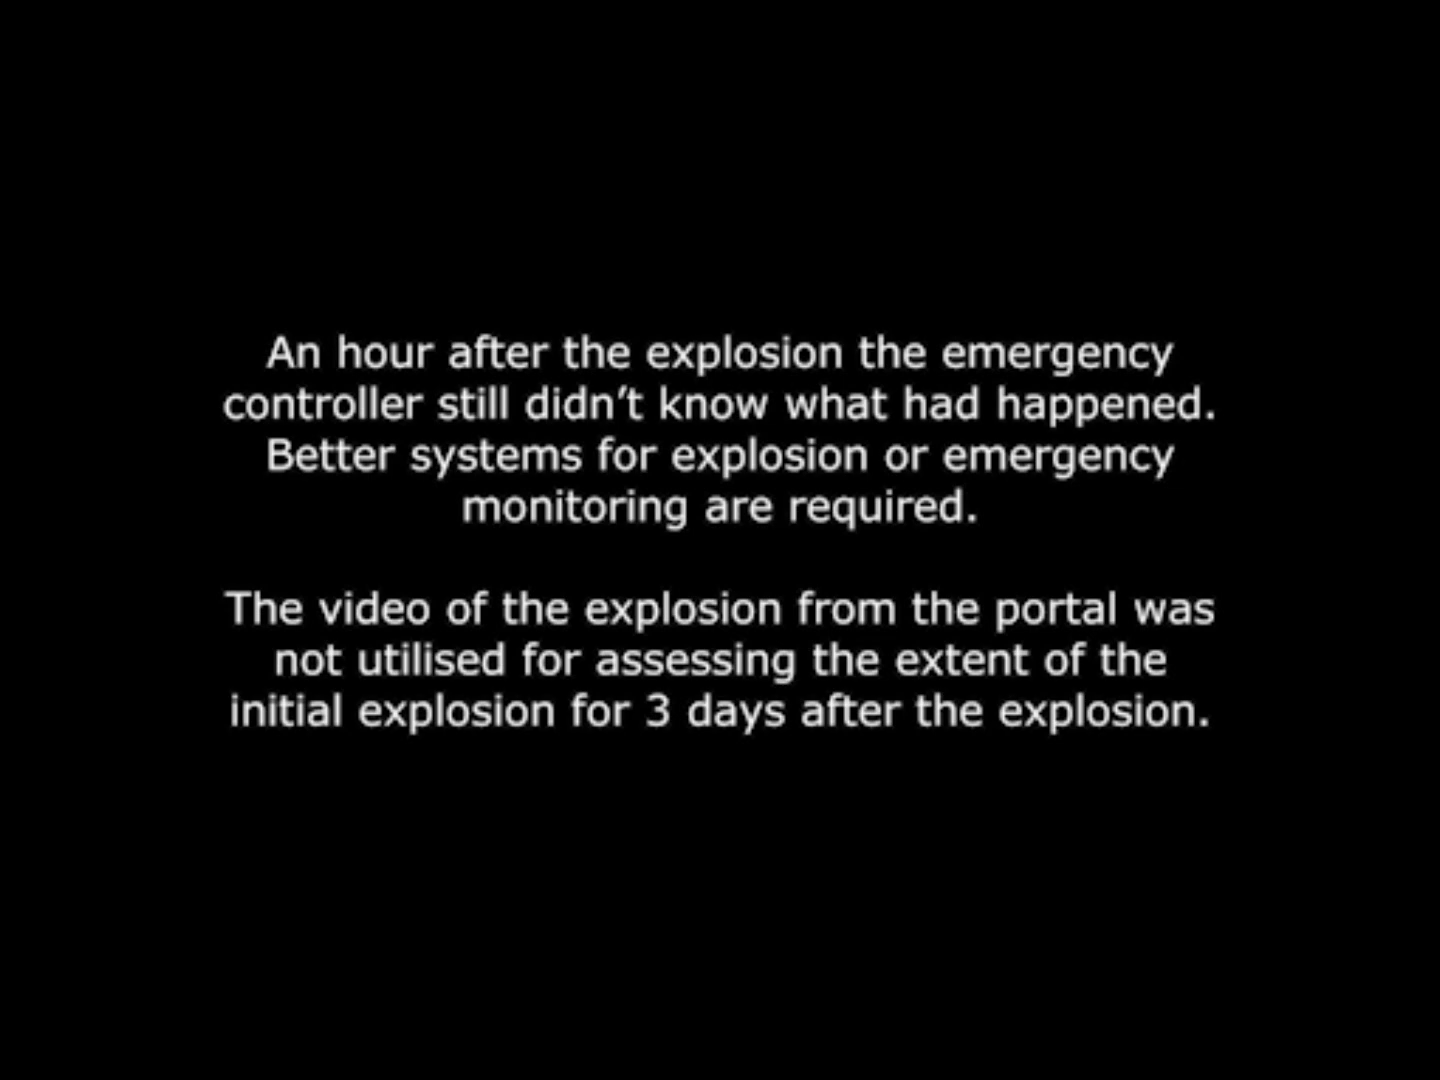 An hour after the explosion the emergency
controller still didn’t know what had happened.
Better systems for explosion or emergency
monitoring are required.
The video of the explosion from the portal was
not utilised for assessing the extent of the
initial explosion for 3 days after the explosion.